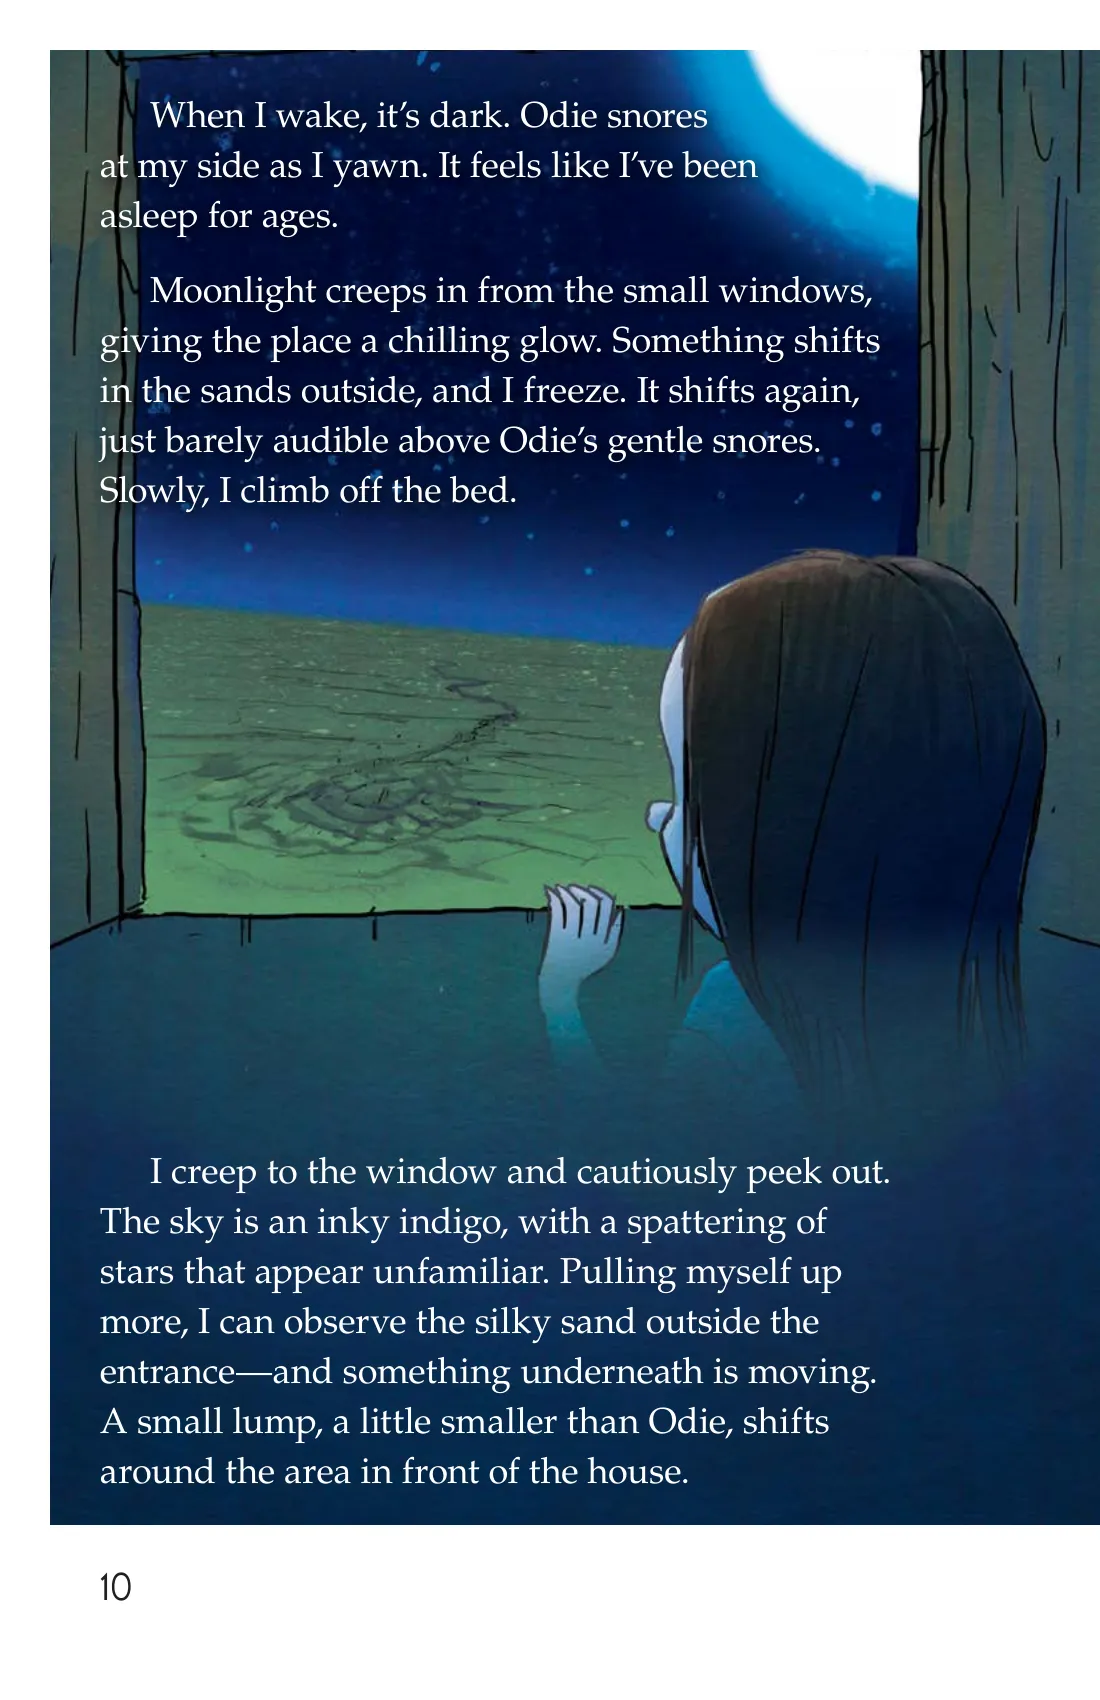 When I wake, it’s dark. Odie snores
at my side as I yawn. It feels like I’ve been
asleep for ages.
Moonlight creeps in from the small windows,
giving the place a chilling glow. Something shifts
in the sands outside, and I freeze. It shifts again,
just barely audible above Odie’s gentle snores.
Slowly, I climb off the bed.
I creep to the window and cautiously peek out.
The sky is an inky indigo, with a spattering of
stars that appear unfamiliar. Pulling myself up
more, I can observe the silky sand outside the
entrance—and something underneath is moving.
A small lump, a little smaller than Odie, shifts
around the area in front of the house.
10